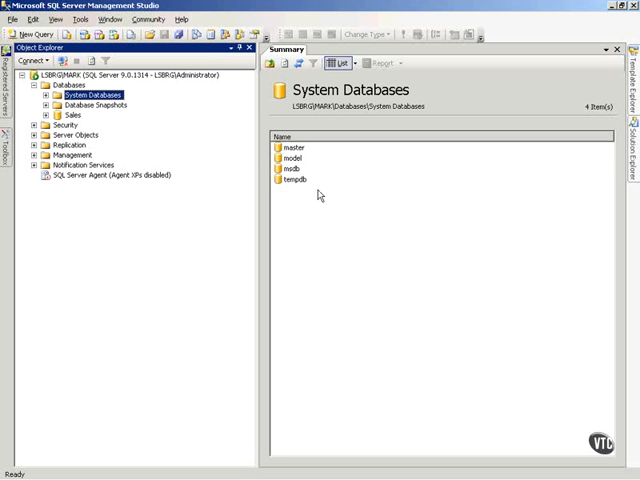 Microsoft SQL Server Management Studio
File Edit View Tools Window Community Help
New Query Change Type
Object Explorer
Connect
LSBRG\MARK (SQL Server 9.0.1314 - LSBRG\Administrator)
Databases
System Databases
Database Snapshots
Sales
Security
Server Objects
Replication
Management
Notification Services
SQL Server Agent (Agent XPs disabled)
Registered Servers
Toolbox
Summary
List Report
System Databases
LSBRG\MARK\Databases\System Databases 4 Item(s)
Name
master
model
msdb
tempdb
Template Explorer
Solution Explorer
VTC
Ready